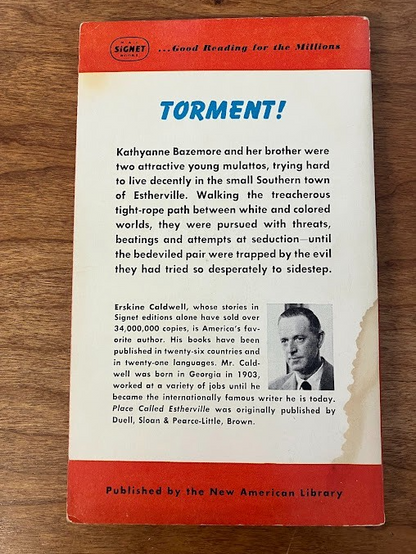 SIGNET
BOOKS
...Good Reading for the Millions
TORMENT!
Kathyanne Bazemore and her brother were
two attractive young mulattos, trying hard
to live decently in the small Southern town
of Estherville. Walking the treacherous
tight-rope path between white and colored
worlds, they were pursued with threats,
beatings and attempts at seduction—until
the bedeviled pair were trapped by the evil
they had tried so desperately to sidestep.
Erskine Caldwell, whose stories in
Signet editions alone have sold over
34,000,000 copies, is America's fav-
orite author. His books have been
published in twenty-six countries and
in twenty-one languages. Mr. Cald-
well was born in Georgia in 1903,
worked at a variety of jobs until he
became the internationally famous writer he is today.
Place Called Estherville was originally published by
Duell, Sloan & Pearce-Little, Brown.
Published by the New American Library